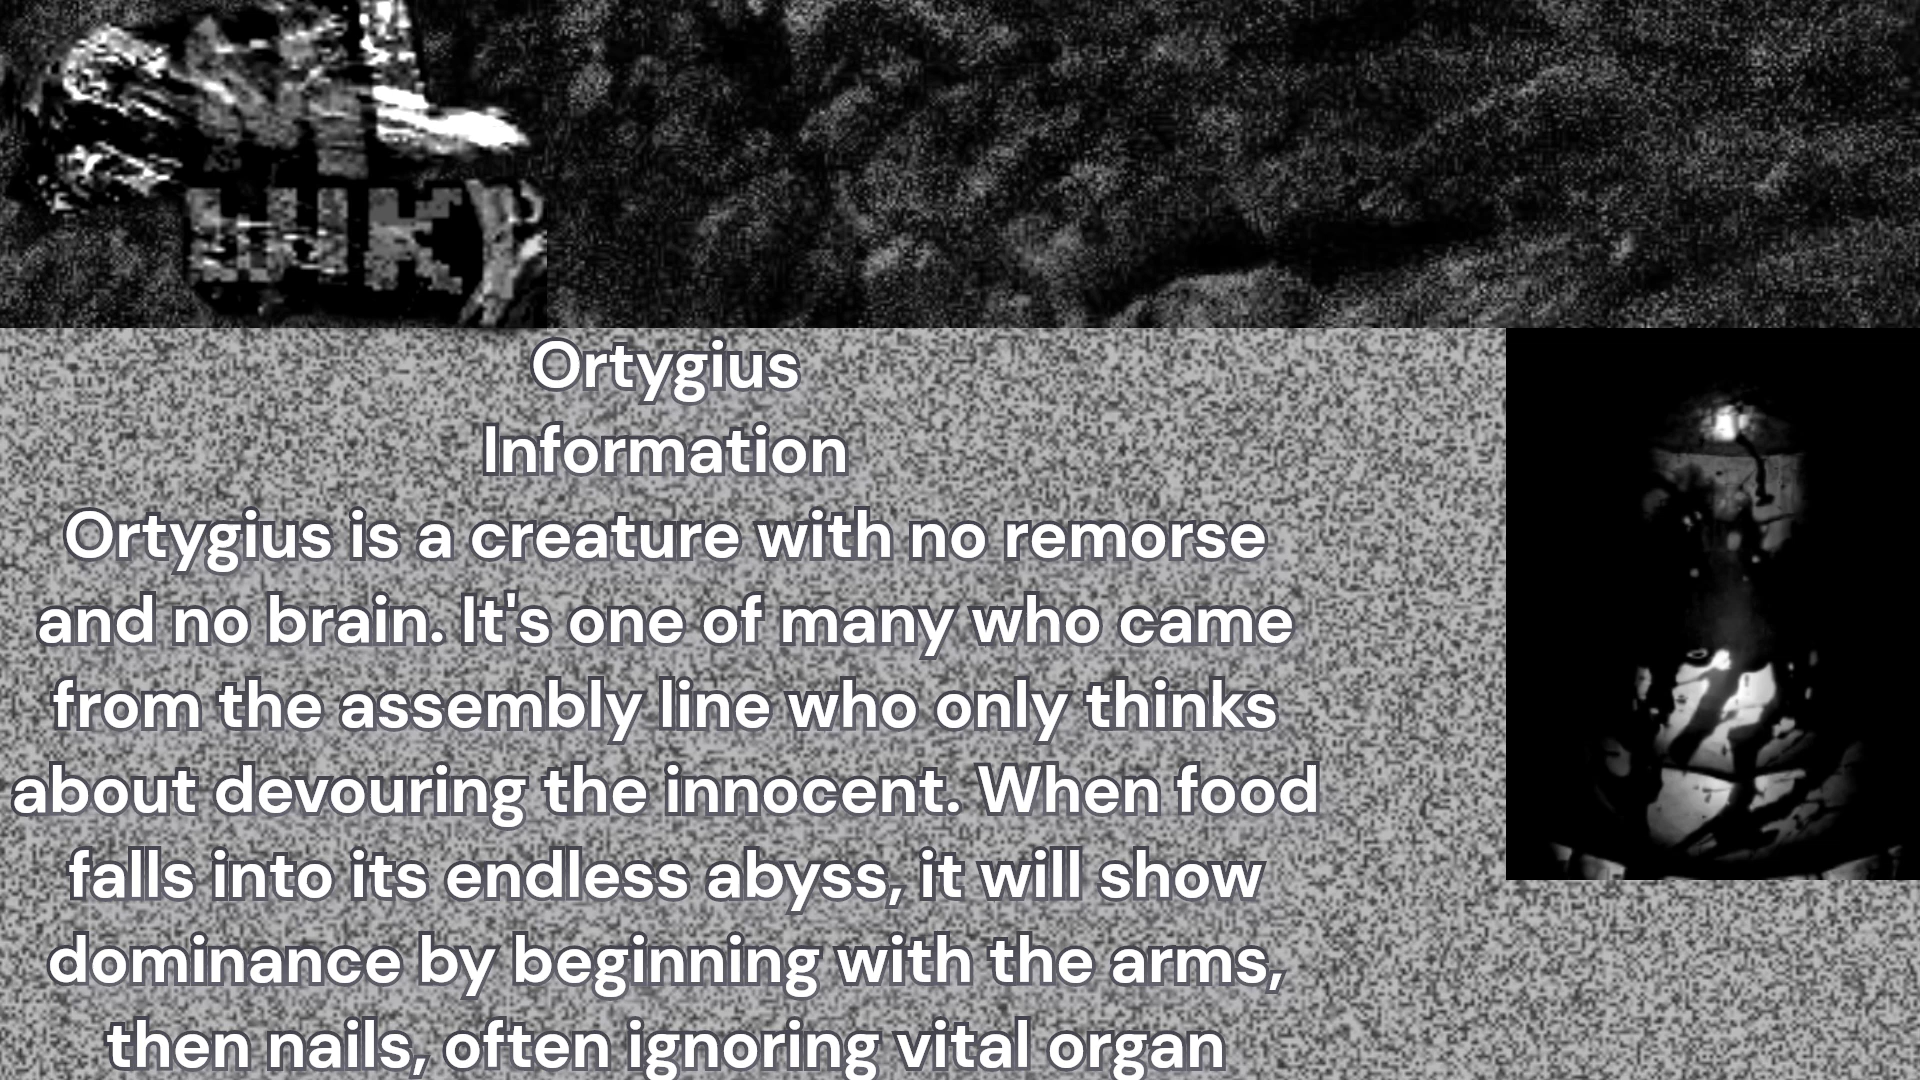 Ortygius
Information
Ortygius is a creature with no remorse
and no brain. It's one of many who came
from the assembly line who only thinks
about devouring the innocent. When food
falls into its endless abyss, it will show
dominance by beginning with the arms,
then nails, often ignoring vital organ